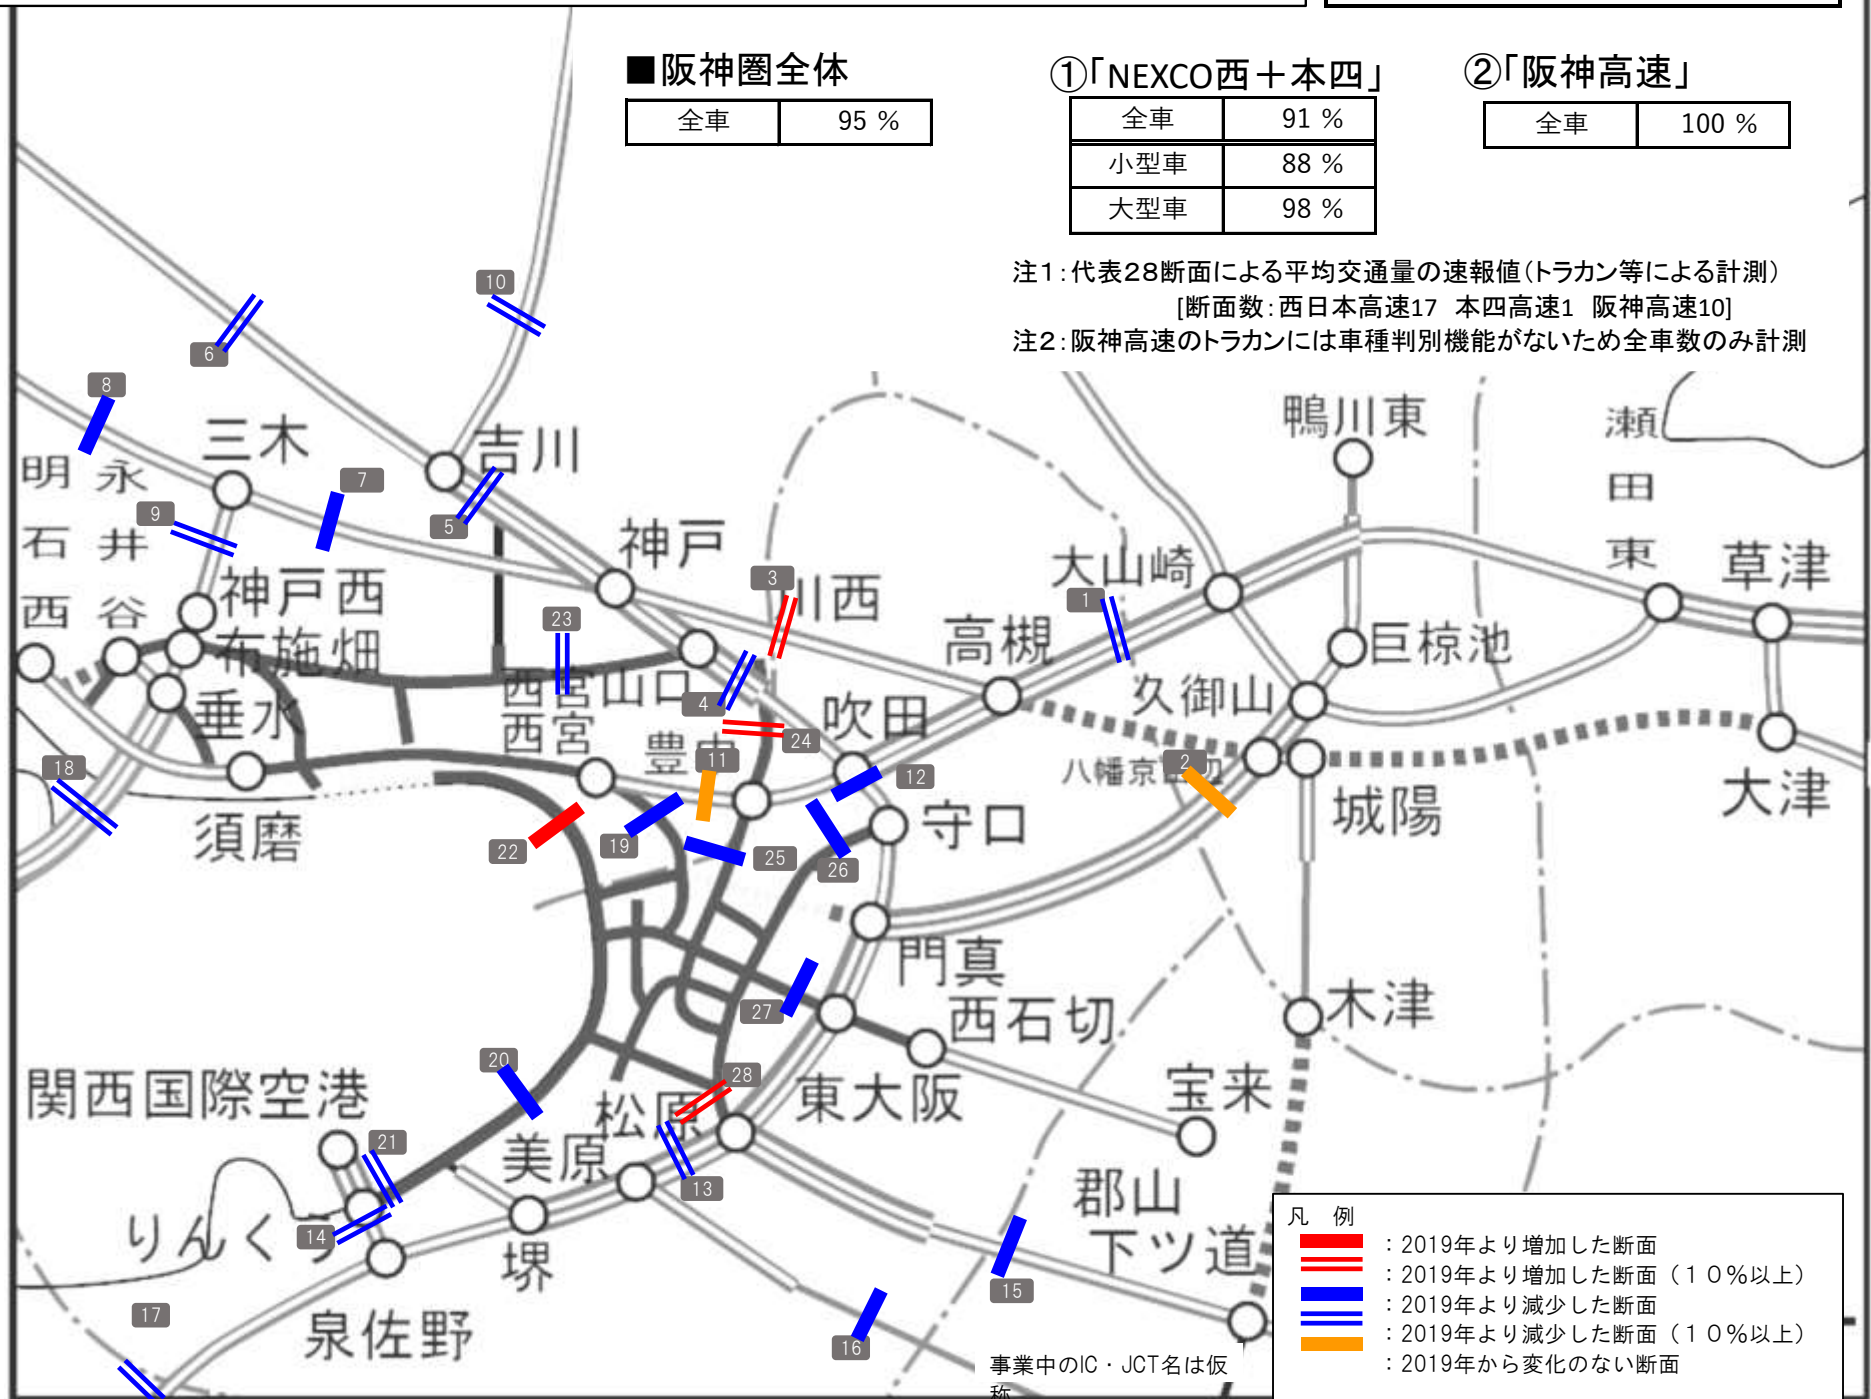 ■阪神圏全体
全車 95 %
①「NEXCO西＋本四」
全車 91 %
小型車 88 %
大型車 98 %
②「阪神高速」
全車 100 %
注1：代表28断面による平均交通量の速報値（トラカン等による計測）
[断面数：西日本高速17 本四高速1 阪神高速10]
注2：阪神高速のトラカンには車種判別機能がないため全車数のみ計測
10
6
8
鴨川東
瀬田東
三木
吉川
明石西
永井谷
7
9
5
神戸
大山崎
草津
3
川西
1
神戸西
23
高槻
巨椋池
布施畑
西宮山口
4
久御山
垂水
西宮
吹田
24
豊中
11
18
12
2
八幡京田辺
大津
城陽
須磨
22
19
25
26
守口
門真
27
西石切
木津
20
28
関西国際空港
松原
東大阪
宝来
21
美原
13
郡山
りんくう
14
堺
下ツ道
15
17
泉佐野
16
事業中のIC・JCT名は仮
称
凡 例
：2019年より増加した断面
：2019年より増加した断面（１０％以上）
：2019年より減少した断面
：2019年より減少した断面（１０％以上）
：2019年から変化のない断面